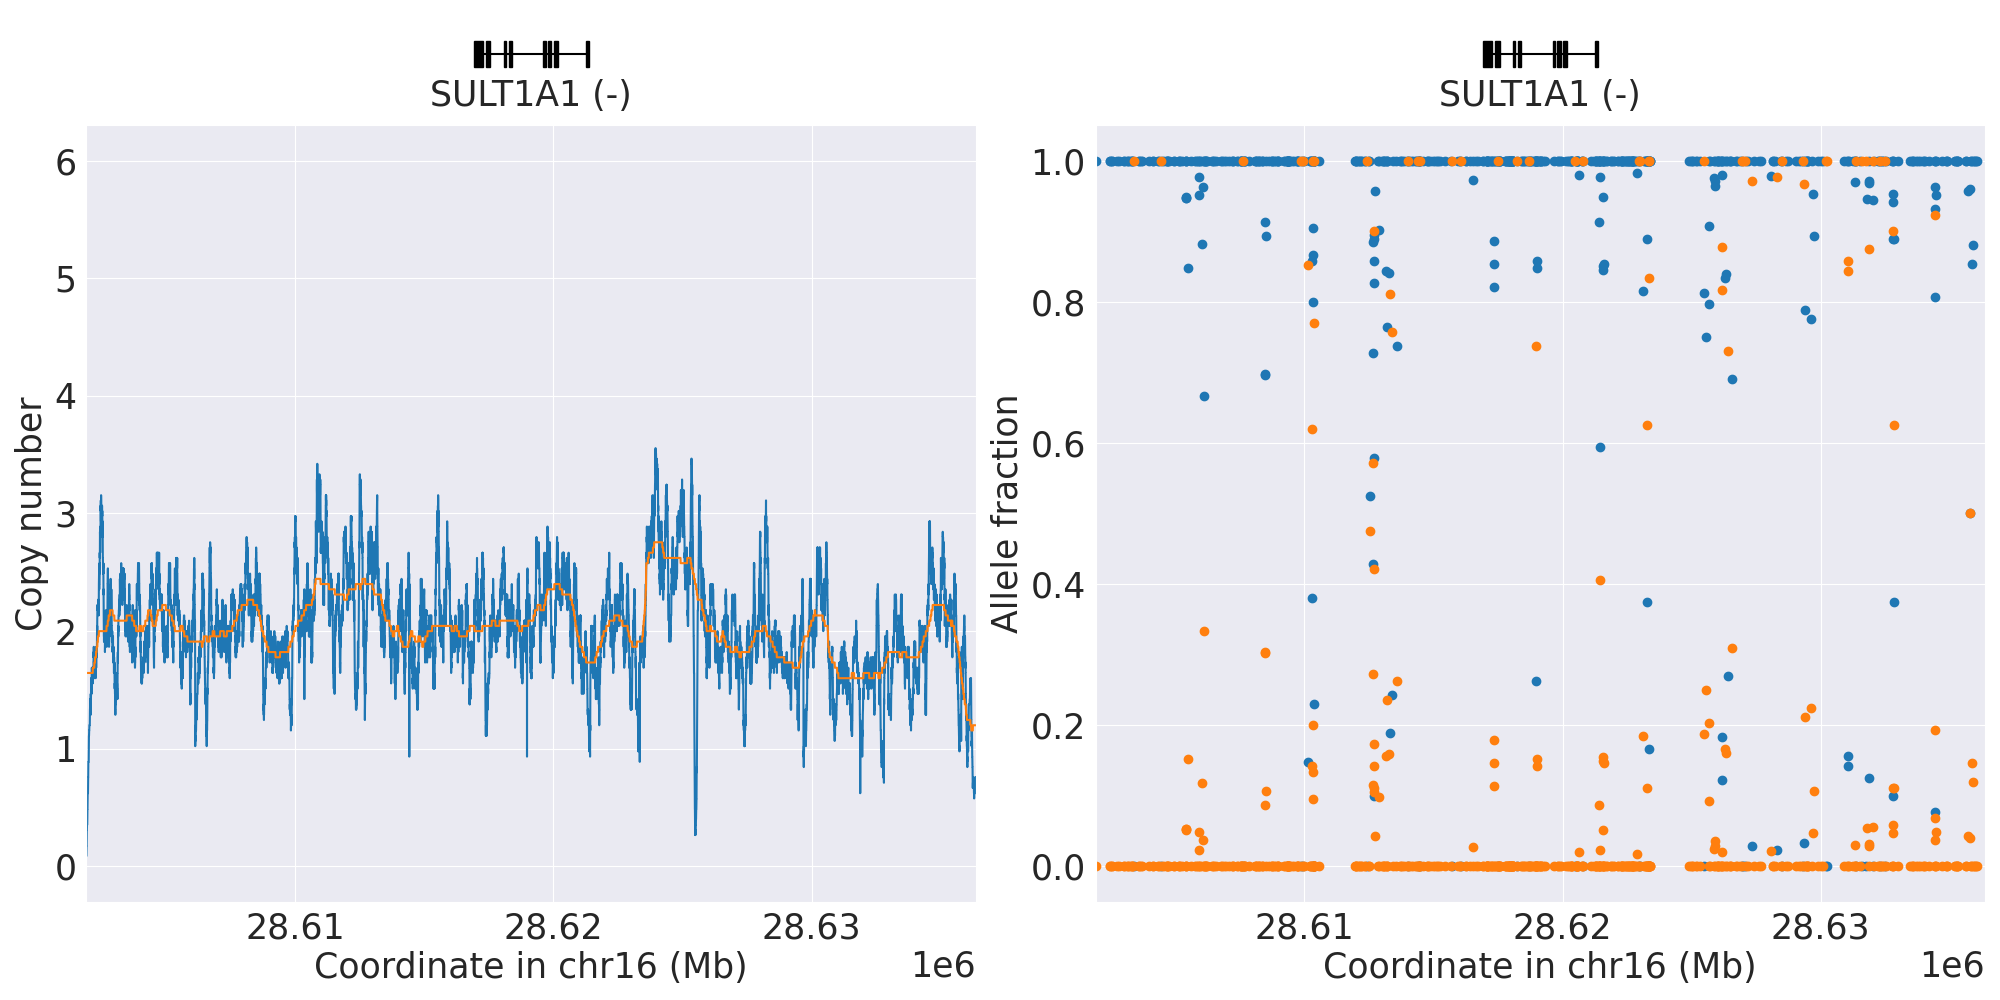 SULT1A1 (-)
Copy number
6
5
4
3
2
1
0
28.61
28.62
28.63
Coordinate in chr16 (Mb)
1e6
SULT1A1 (-)
Allele fraction
1.0
0.8
0.6
0.4
0.2
0.0
28.61
28.62
28.63
Coordinate in chr16 (Mb)
1e6